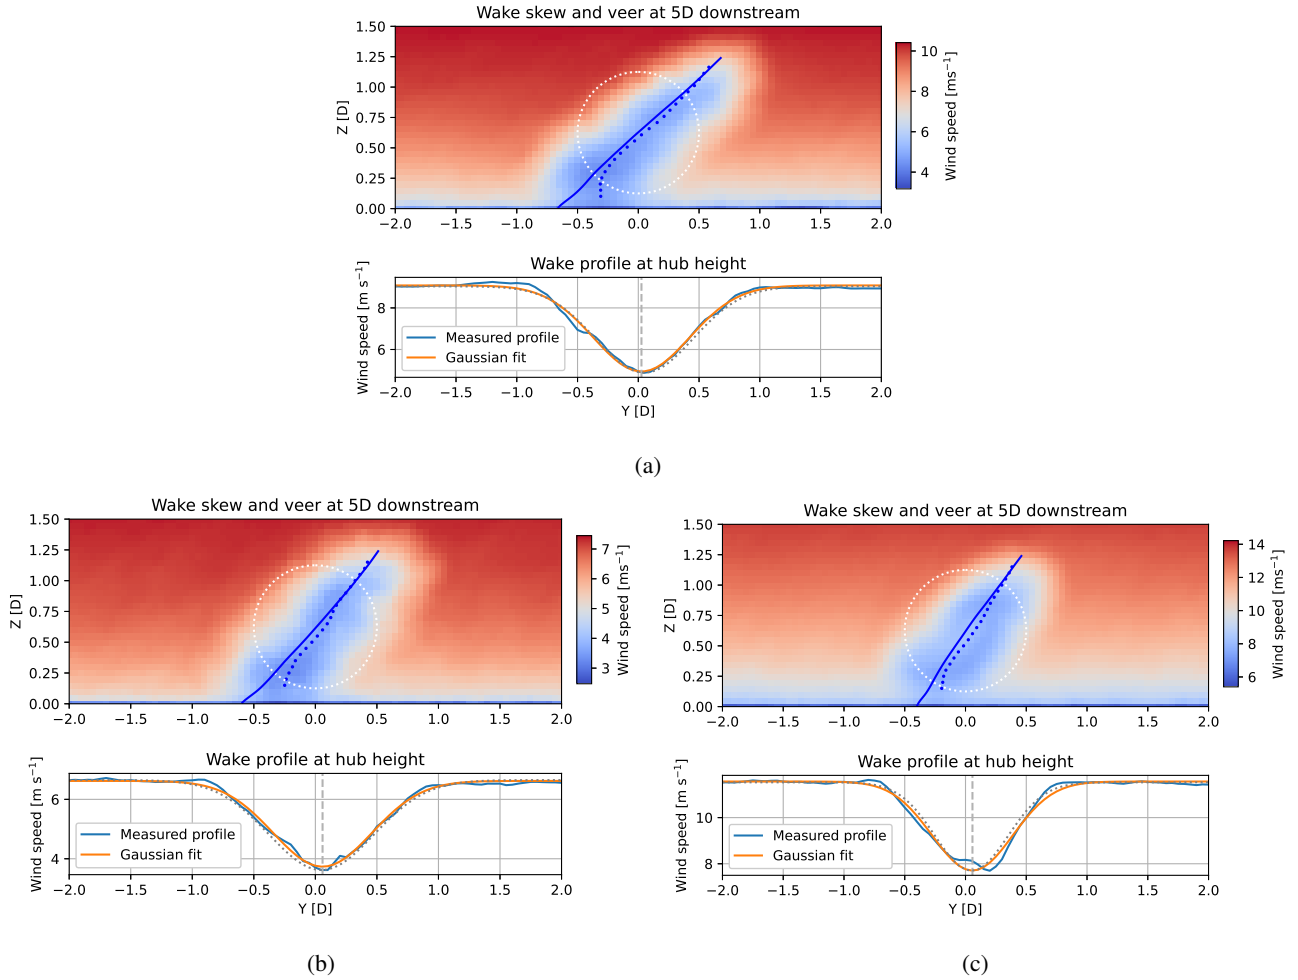 Wake skew and veer at 5D downstream
1.50
1.25
1.00
0.75
0.50
0.25
0.00
Z [D]
−2.0 −1.5 −1.0 −0.5 0.0 0.5 1.0 1.5 2.0
10
8
6
4
Wind speed [ms⁻¹]
Wake profile at hub height
Wind speed [m s⁻¹]
8
6
Measured profile
Gaussian fit
−2.0 −1.5 −1.0 −0.5 0.0 0.5 1.0 1.5 2.0
Y [D]
(a)
Wake skew and veer at 5D downstream
1.50
1.25
1.00
0.75
0.50
0.25
0.00
Z [D]
−2.0 −1.5 −1.0 −0.5 0.0 0.5 1.0 1.5 2.0
7
6
5
4
3
Wind speed [ms⁻¹]
Wake profile at hub height
Wind speed [m s⁻¹]
6
4
Measured profile
Gaussian fit
−2.0 −1.5 −1.0 −0.5 0.0 0.5 1.0 1.5 2.0
Y [D]
(b)
Wake skew and veer at 5D downstream
1.50
1.25
1.00
0.75
0.50
0.25
0.00
Z [D]
−2.0 −1.5 −1.0 −0.5 0.0 0.5 1.0 1.5 2.0
14
12
10
8
6
Wind speed [ms⁻¹]
Wake profile at hub height
Wind speed [m s⁻¹]
10
8
Measured profile
Gaussian fit
−2.0 −1.5 −1.0 −0.5 0.0 0.5 1.0 1.5 2.0
Y [D]
(c)